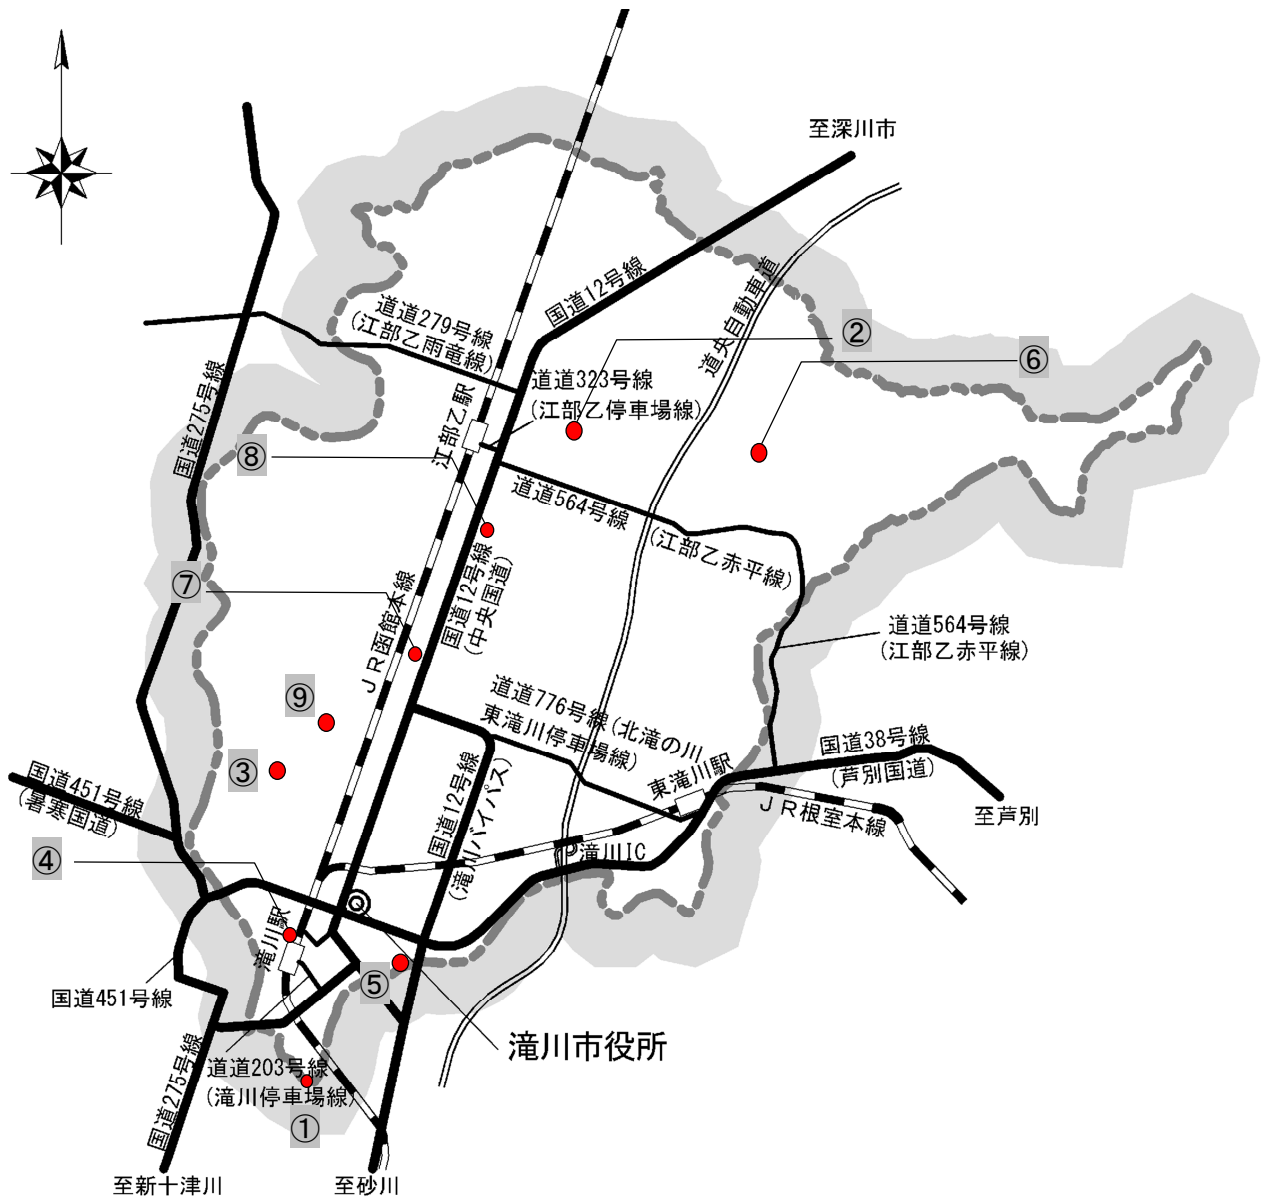 至深川市
国道12号線
道央自動車道
道道279号線
(江部乙雨竜線)
②
⑥
国道275号線
道道323号線
(江部乙停車場線)
江部乙駅
⑧
道道564号線
(江部乙赤平線)
⑦
国道12号線
(中央国道)
JR函館本線
道道564号線
(江部乙赤平線)
⑨
道道776号線(北滝の川
東滝川停車場線)
国道38号線
(芦別国道)
③
東滝川駅
国道451号線
国道12号線
(滝川バイパス)
JR根室本線
至芦別
④
滝川IC
滝川駅
⑤
国道451号線
滝川市役所
国道275号線
道道203号線
(滝川停車場線)
①
至新十津川
至砂川